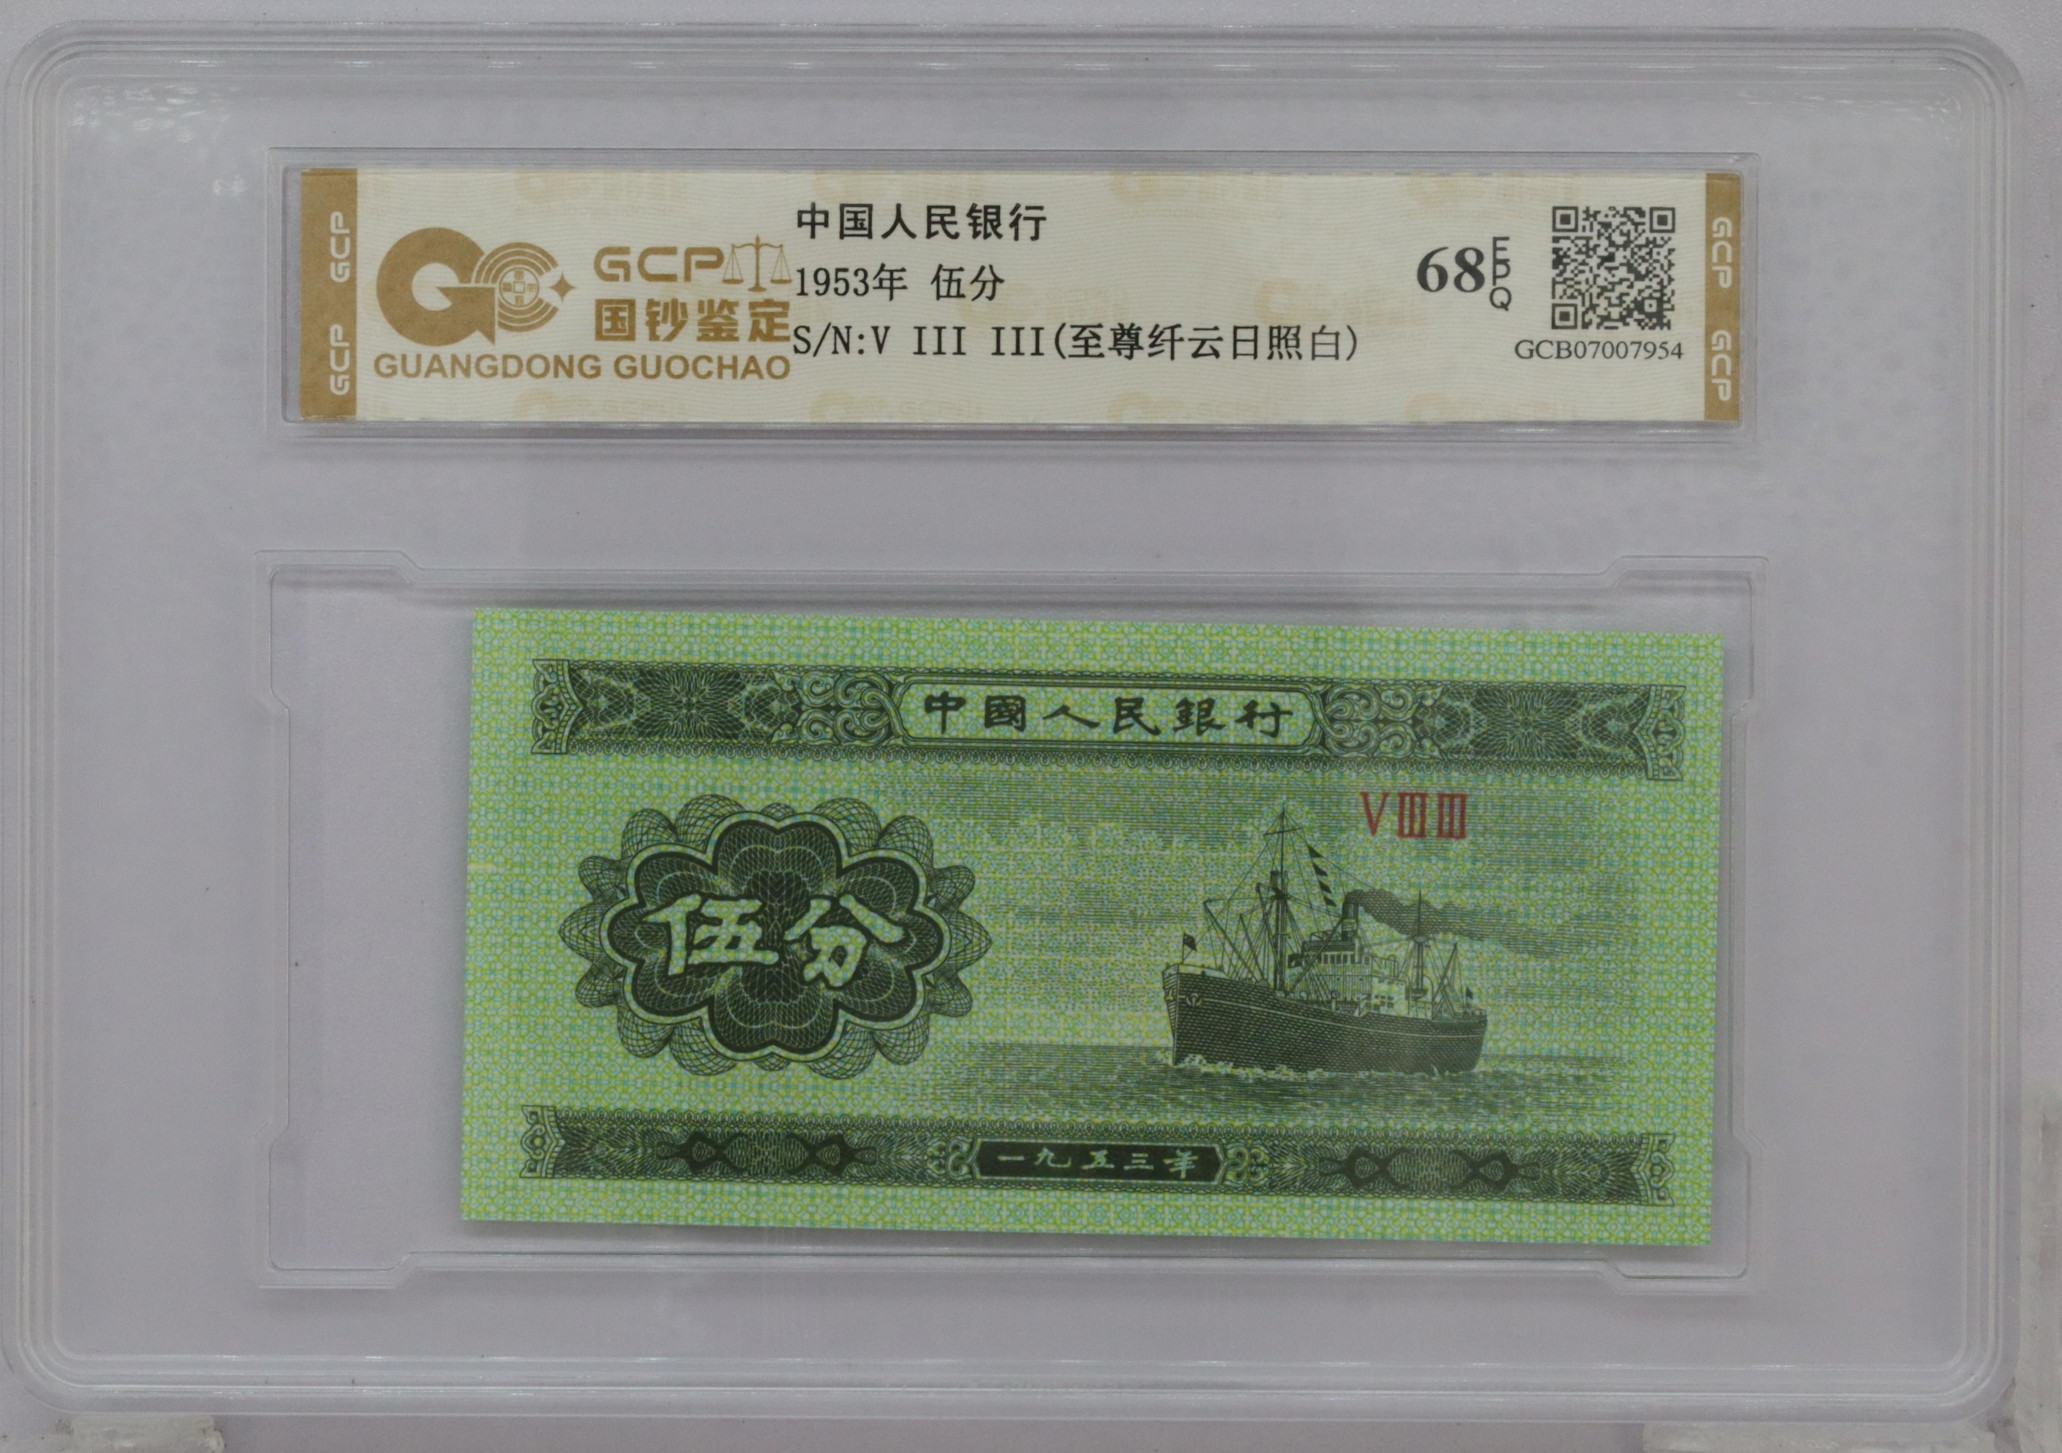 GCP GCP
GCP
国钞鉴定
GUANGDONG GUOCHAO
中国人民银行
1953年 伍分
S/N:V III III(至尊纤云日照白)
68 EPQ
GCB07007954
GCP GCP
中國人民銀行
VⅢⅢ
伍分
一九五三年